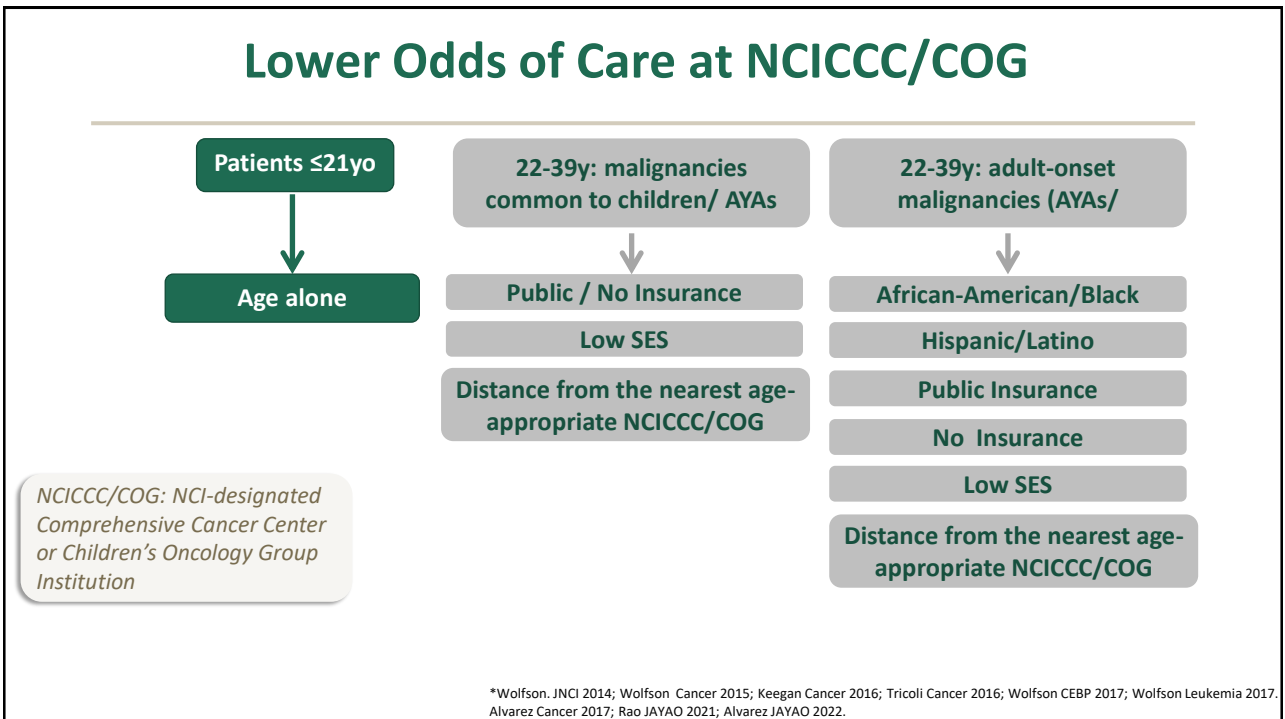 Lower Odds of Care at NCICCC/COG
Patients ≤21yo
Age alone
22-39y: malignancies
common to children/ AYAs
Public / No Insurance
Low SES
Distance from the nearest age-
appropriate NCICCC/COG
22-39y: adult-onset
malignancies (AYAs/
African-American/Black
Hispanic/Latino
Public Insurance
No Insurance
Low SES
Distance from the nearest age-
appropriate NCICCC/COG
NCICCC/COG: NCI-designated
Comprehensive Cancer Center
or Children’s Oncology Group
Institution
*Wolfson. JNCI 2014; Wolfson Cancer 2015; Keegan Cancer 2016; Tricoli Cancer 2016; Wolfson CEBP 2017; Wolfson Leukemia 2017.
Alvarez Cancer 2017; Rao JAYAO 2021; Alvarez JAYAO 2022.